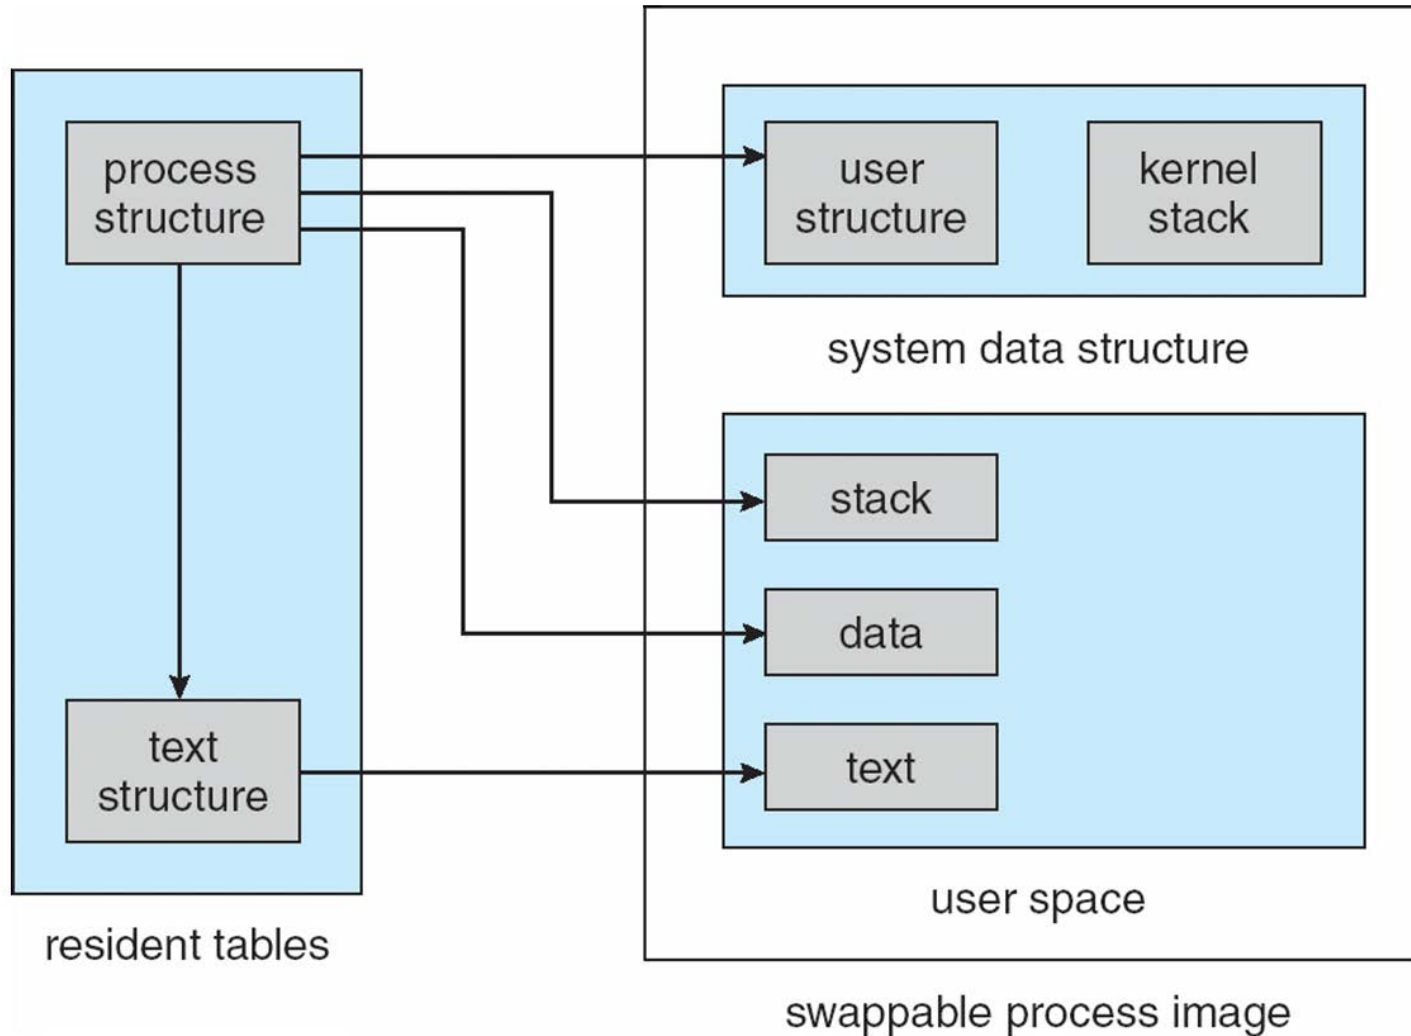 process
structure
text
structure
resident tables
user
structure
kernel
stack
system data structure
stack
data
text
user space
swappable process image